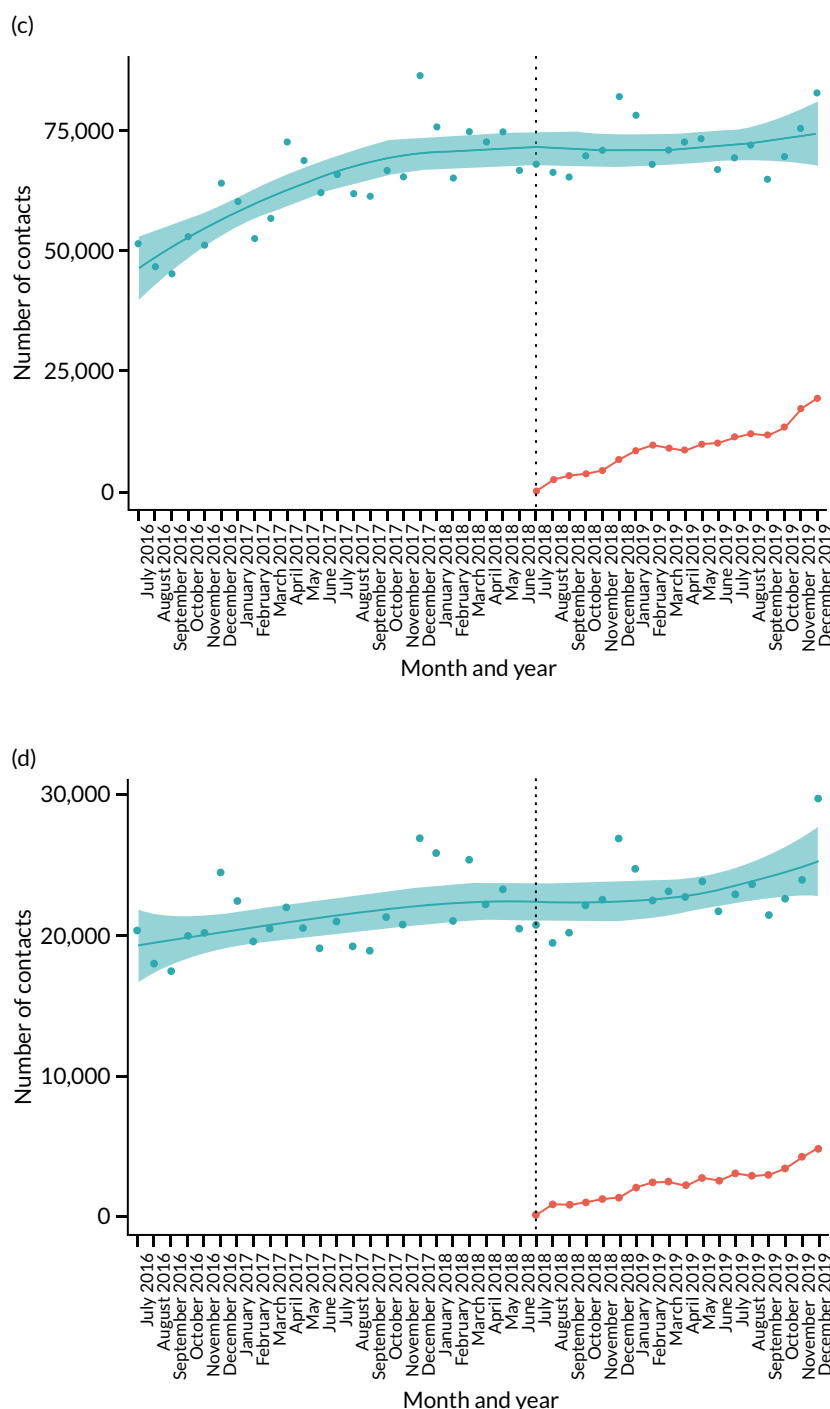 (c)
75,000
50,000
25,000
0
Number of contacts
July 2016
August 2016
September 2016
October 2016
November 2016
December 2016
January 2017
February 2017
March 2017
April 2017
May 2017
June 2017
July 2017
August 2017
September 2017
October 2017
November 2017
December 2017
January 2018
February 2018
March 2018
April 2018
May 2018
June 2018
July 2018
August 2018
September 2018
October 2018
November 2018
December 2018
January 2019
February 2019
March 2019
April 2019
May 2019
June 2019
July 2019
August 2019
September 2019
October 2019
November 2019
December 2019
Month and year
(d)
30,000
20,000
10,000
0
Number of contacts
July 2016
August 2016
September 2016
October 2016
November 2016
December 2016
January 2017
February 2017
March 2017
April 2017
May 2017
June 2017
July 2017
August 2017
September 2017
October 2017
November 2017
December 2017
January 2018
February 2018
March 2018
April 2018
May 2018
June 2018
July 2018
August 2018
September 2018
October 2018
November 2018
December 2018
January 2019
February 2019
March 2019
April 2019
May 2019
June 2019
July 2019
August 2019
September 2019
October 2019
November 2019
December 2019
Month and year